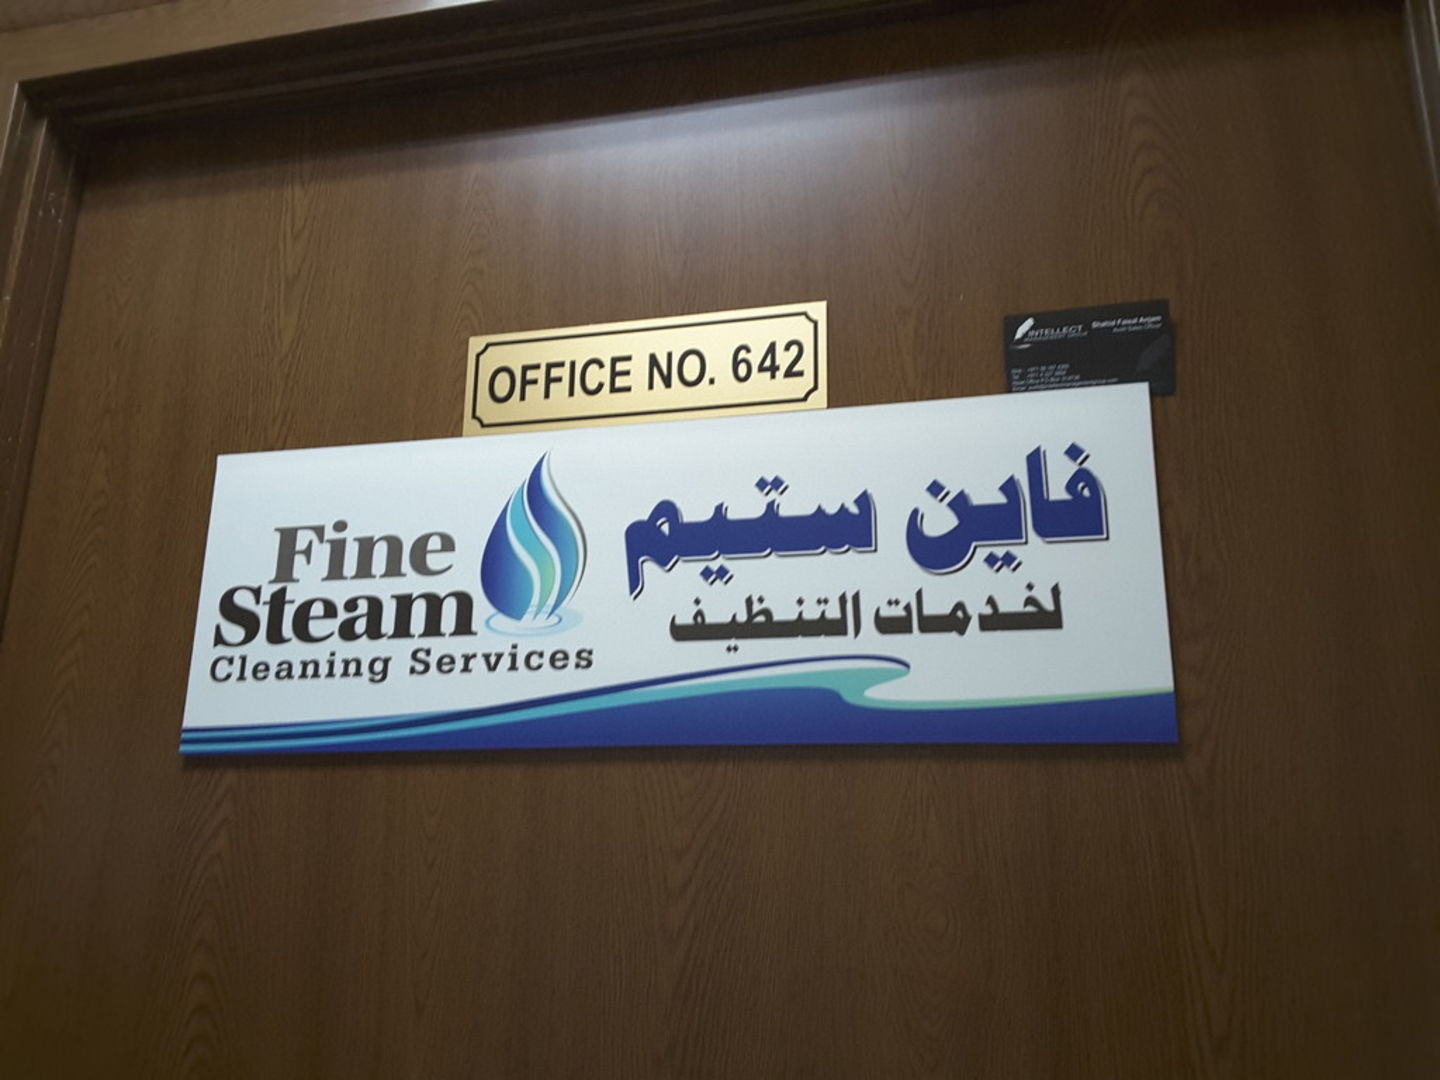 OFFICE NO. 642
INTELLECT
Fine
Steam
Cleaning Services
فاين ستيم
لخدمات التنظيف